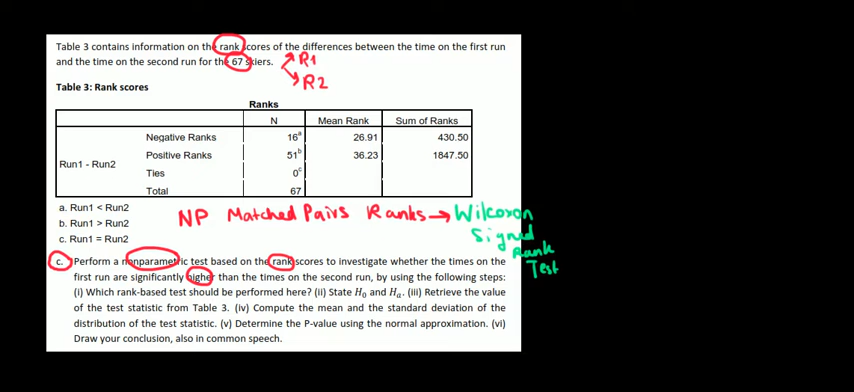 Table 3 contains information on the rank scores of the differences between the time on the first run
and the time on the second run for the 67 skiers.
R1
R2
Table 3: Rank scores
Ranks
N Mean Rank Sum of Ranks
Run1 - Run2 Negative Ranks 16a 26.91 430.50
Positive Ranks 51b 36.23 1847.50
Ties 0c
Total 67
a. Run1 < Run2
b. Run1 > Run2
c. Run1 = Run2
NP Matched Pairs Ranks → Wilcoxon
Signed
Rank
Test
c. Perform a nonparametric test based on the rank scores to investigate whether the times on the
first run are significantly higher than the times on the second run, by using the following steps:
(i) Which rank-based test should be performed here? (ii) State H0 and Ha. (iii) Retrieve the value
of the test statistic from Table 3. (iv) Compute the mean and the standard deviation of the
distribution of the test statistic. (v) Determine the P-value using the normal approximation. (vi)
Draw your conclusion, also in common speech.